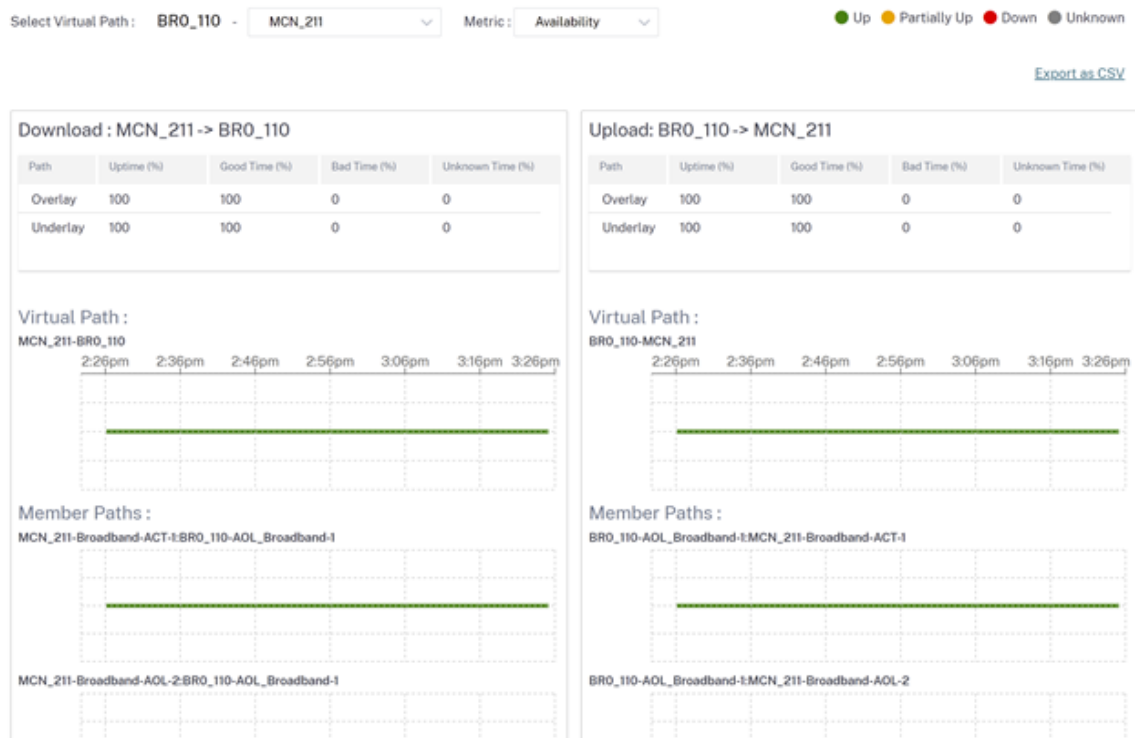 Select Virtual Path : BR0_110 - MCN_211 Metric : Availability Up Partially Up Down Unknown
Export as CSV
Download : MCN_211 -> BR0_110
Path Uptime (%) Good Time (%) Bad Time (%) Unknown Time (%)
Overlay 100 100 0 0
Underlay 100 100 0 0
Virtual Path :
MCN_211-BR0_110
2:26pm 2:36pm 2:46pm 2:56pm 3:06pm 3:16pm 3:26pm
Member Paths :
MCN_211-Broadband-ACT-1:BR0_110-AOL_Broadband-1
MCN_211-Broadband-AOL-2:BR0_110-AOL_Broadband-1
Upload: BR0_110 -> MCN_211
Path Uptime (%) Good Time (%) Bad Time (%) Unknown Time (%)
Overlay 100 100 0 0
Underlay 100 100 0 0
Virtual Path :
BR0_110-MCN_211
2:26pm 2:36pm 2:46pm 2:56pm 3:06pm 3:16pm 3:26pm
Member Paths :
BR0_110-AOL_Broadband-1:MCN_211-Broadband-ACT-1
BR0_110-AOL_Broadband-1:MCN_211-Broadband-AOL-2